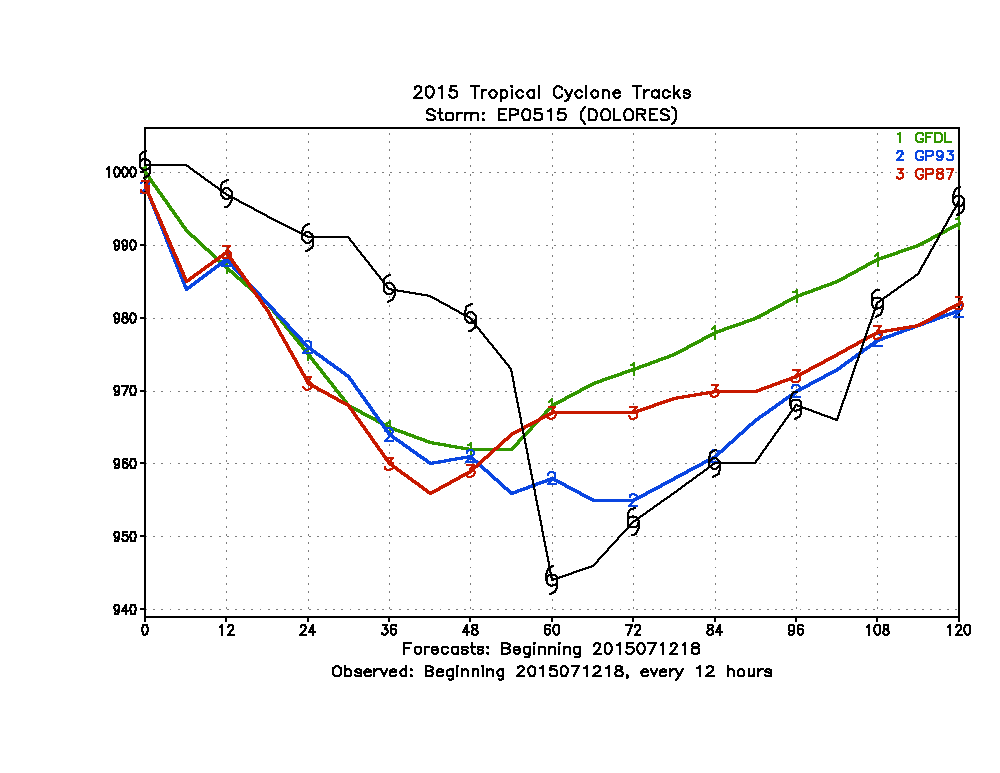 2015 Tropical Cyclone Tracks
Storm: EP0515 (DOLORES)
1 GFDL
2 GP93
3 GP87
1000
990
980
970
960
950
940
0 12 24 36 48 60 72 84 96 108 120
Forecasts: Beginning 2015071218
Observed: Beginning 2015071218, every 12 hours